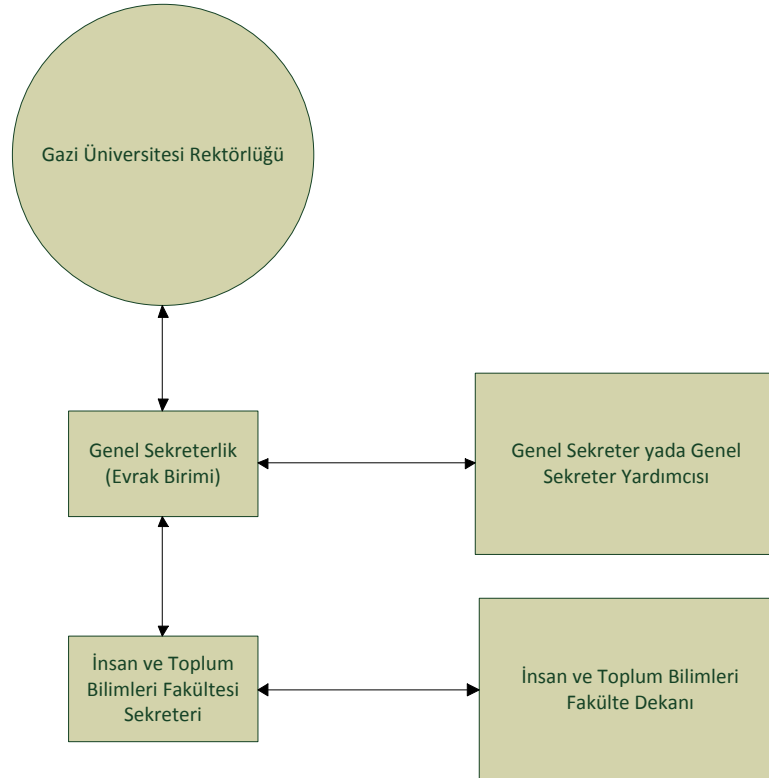 Gazi Üniversitesi Rektörlüğü
Genel Sekreterlik
(Evrak Birimi)
Genel Sekreter yada Genel
Sekreter Yardımcısı
İnsan ve Toplum
Bilimleri Fakültesi
Sekreteri
İnsan ve Toplum Bilimleri
Fakülte Dekanı